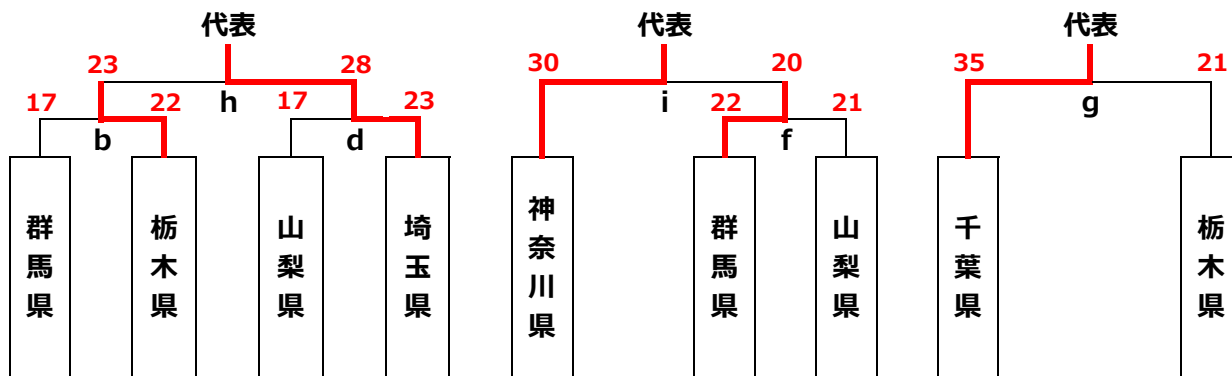 代表 代表 代表
23 28 30 20 35 21
h i g
17 22 17 23 22 21
b d f
群馬県 栃木県 山梨県 埼玉県 神奈川県 群馬県 山梨県 千葉県 栃木県